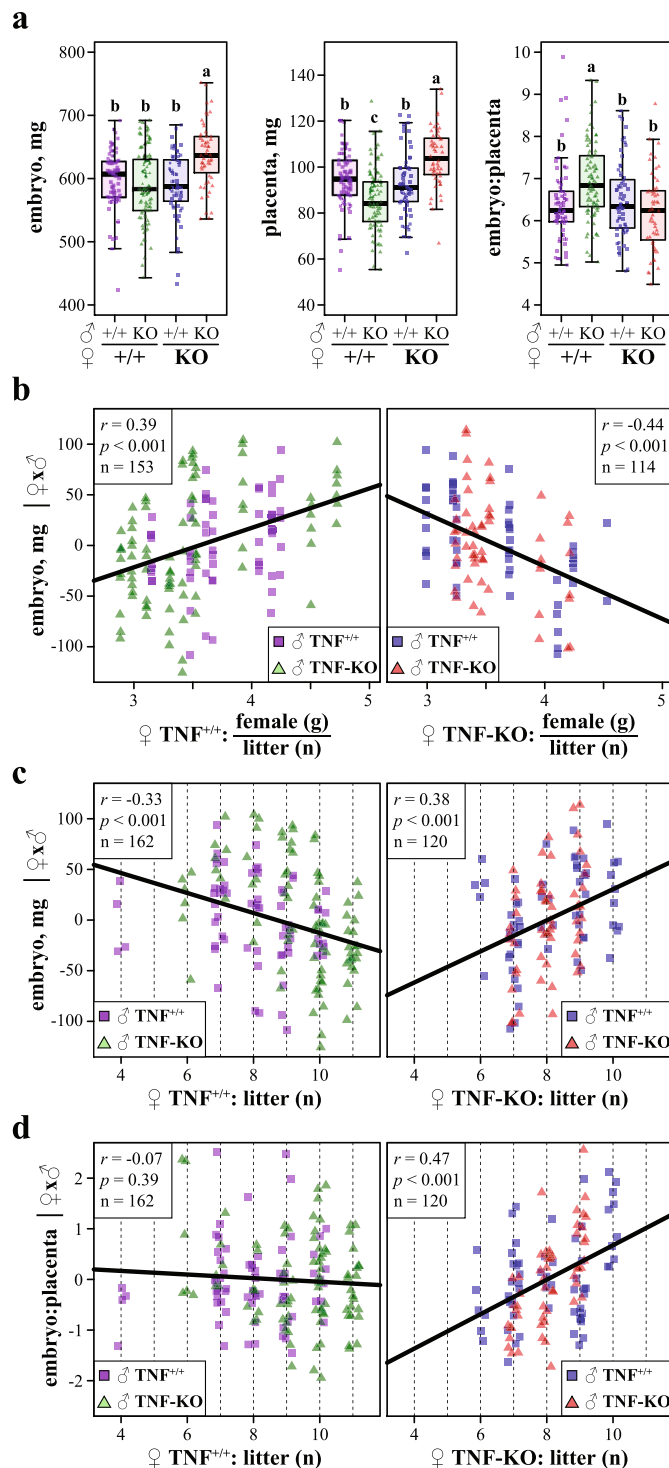 a
embryo, mg
800
700
600
500
400
b b b a
♂ +/+ KO +/+ KO
♀ +/+ KO
placenta, mg
140
120
100
80
60
40
b c b a
♂ +/+ KO +/+ KO
♀ +/+ KO
embryo:placenta
10
9
8
7
6
5
4
b a b b
♂ +/+ KO +/+ KO
♀ +/+ KO
b
embryo, mg | ♀x♂
100
50
0
-50
-100
r = 0.39
p < 0.001
n = 153
♂ TNF+/+
♂ TNF-KO
3 4 5
♀ TNF+/+: female (g)
litter (n)
r = -0.44
p < 0.001
n = 114
♂ TNF+/+
♂ TNF-KO
3 4 5
♀ TNF-KO: female (g)
litter (n)
c
embryo, mg | ♀x♂
100
50
0
-50
-100
r = -0.33
p < 0.001
n = 162
♂ TNF+/+
♂ TNF-KO
4 6 8 10
♀ TNF+/+: litter (n)
r = 0.38
p < 0.001
n = 120
♂ TNF+/+
♂ TNF-KO
4 6 8 10
♀ TNF-KO: litter (n)
d
embryo:placenta | ♀x♂
2
1
0
-1
-2
r = -0.07
p = 0.39
n = 162
♂ TNF+/+
♂ TNF-KO
4 6 8 10
♀ TNF+/+: litter (n)
r = 0.47
p < 0.001
n = 120
♂ TNF+/+
♂ TNF-KO
4 6 8 10
♀ TNF-KO: litter (n)